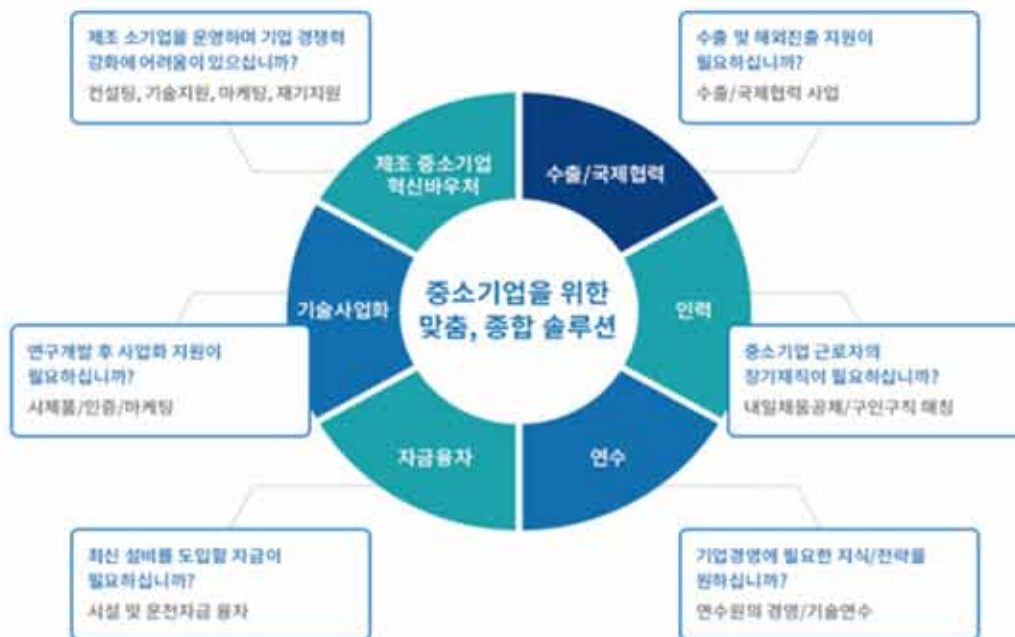 제조 소기업을 운영하며 기업 경쟁력
강화에 어려움이 있으십니까?
컨설팅, 기술지원, 마케팅, 재기지원
수출 및 해외진출 지원이
필요하십니까?
수출/국제협력 사업
제조 중소기업
혁신바우처
수출/국제협력
기술사업화
중소기업을 위한
맞춤, 종합 솔루션
인력
연구개발 후 사업화 지원이
필요하십니까?
시제품/인증/마케팅
중소기업 근로자의
장기재직이 필요하십니까?
내일채움공제/구인구직 매칭
자금융자
연수
최신 설비를 도입할 자금이
필요하십니까?
시설 및 운전자금 융자
기업경영에 필요한 지식/전략을
원하십니까?
연수원의 경영/기술연수